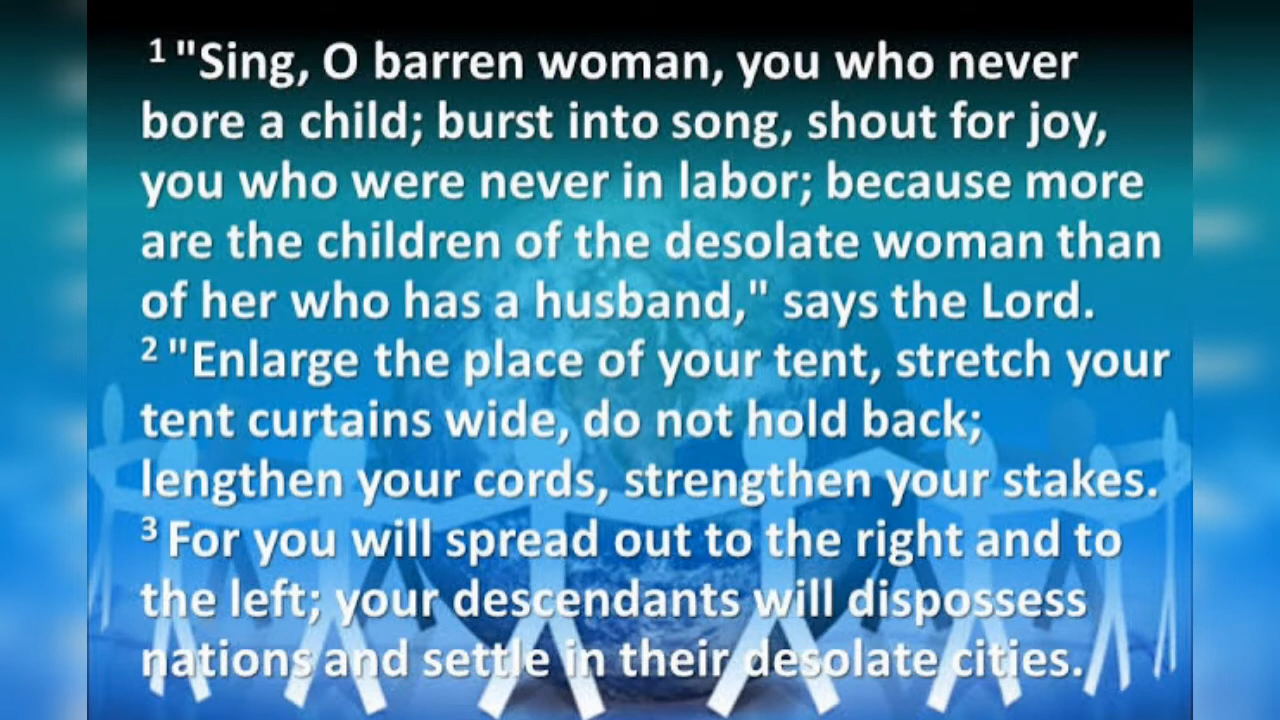 1 "Sing, O barren woman, you who never
bore a child; burst into song, shout for joy,
you who were never in labor; because more
are the children of the desolate woman than
of her who has a husband," says the Lord.
2 "Enlarge the place of your tent, stretch your
tent curtains wide, do not hold back;
lengthen your cords, strengthen your stakes.
3 For you will spread out to the right and to
the left; your descendants will dispossess
nations and settle in their desolate cities.